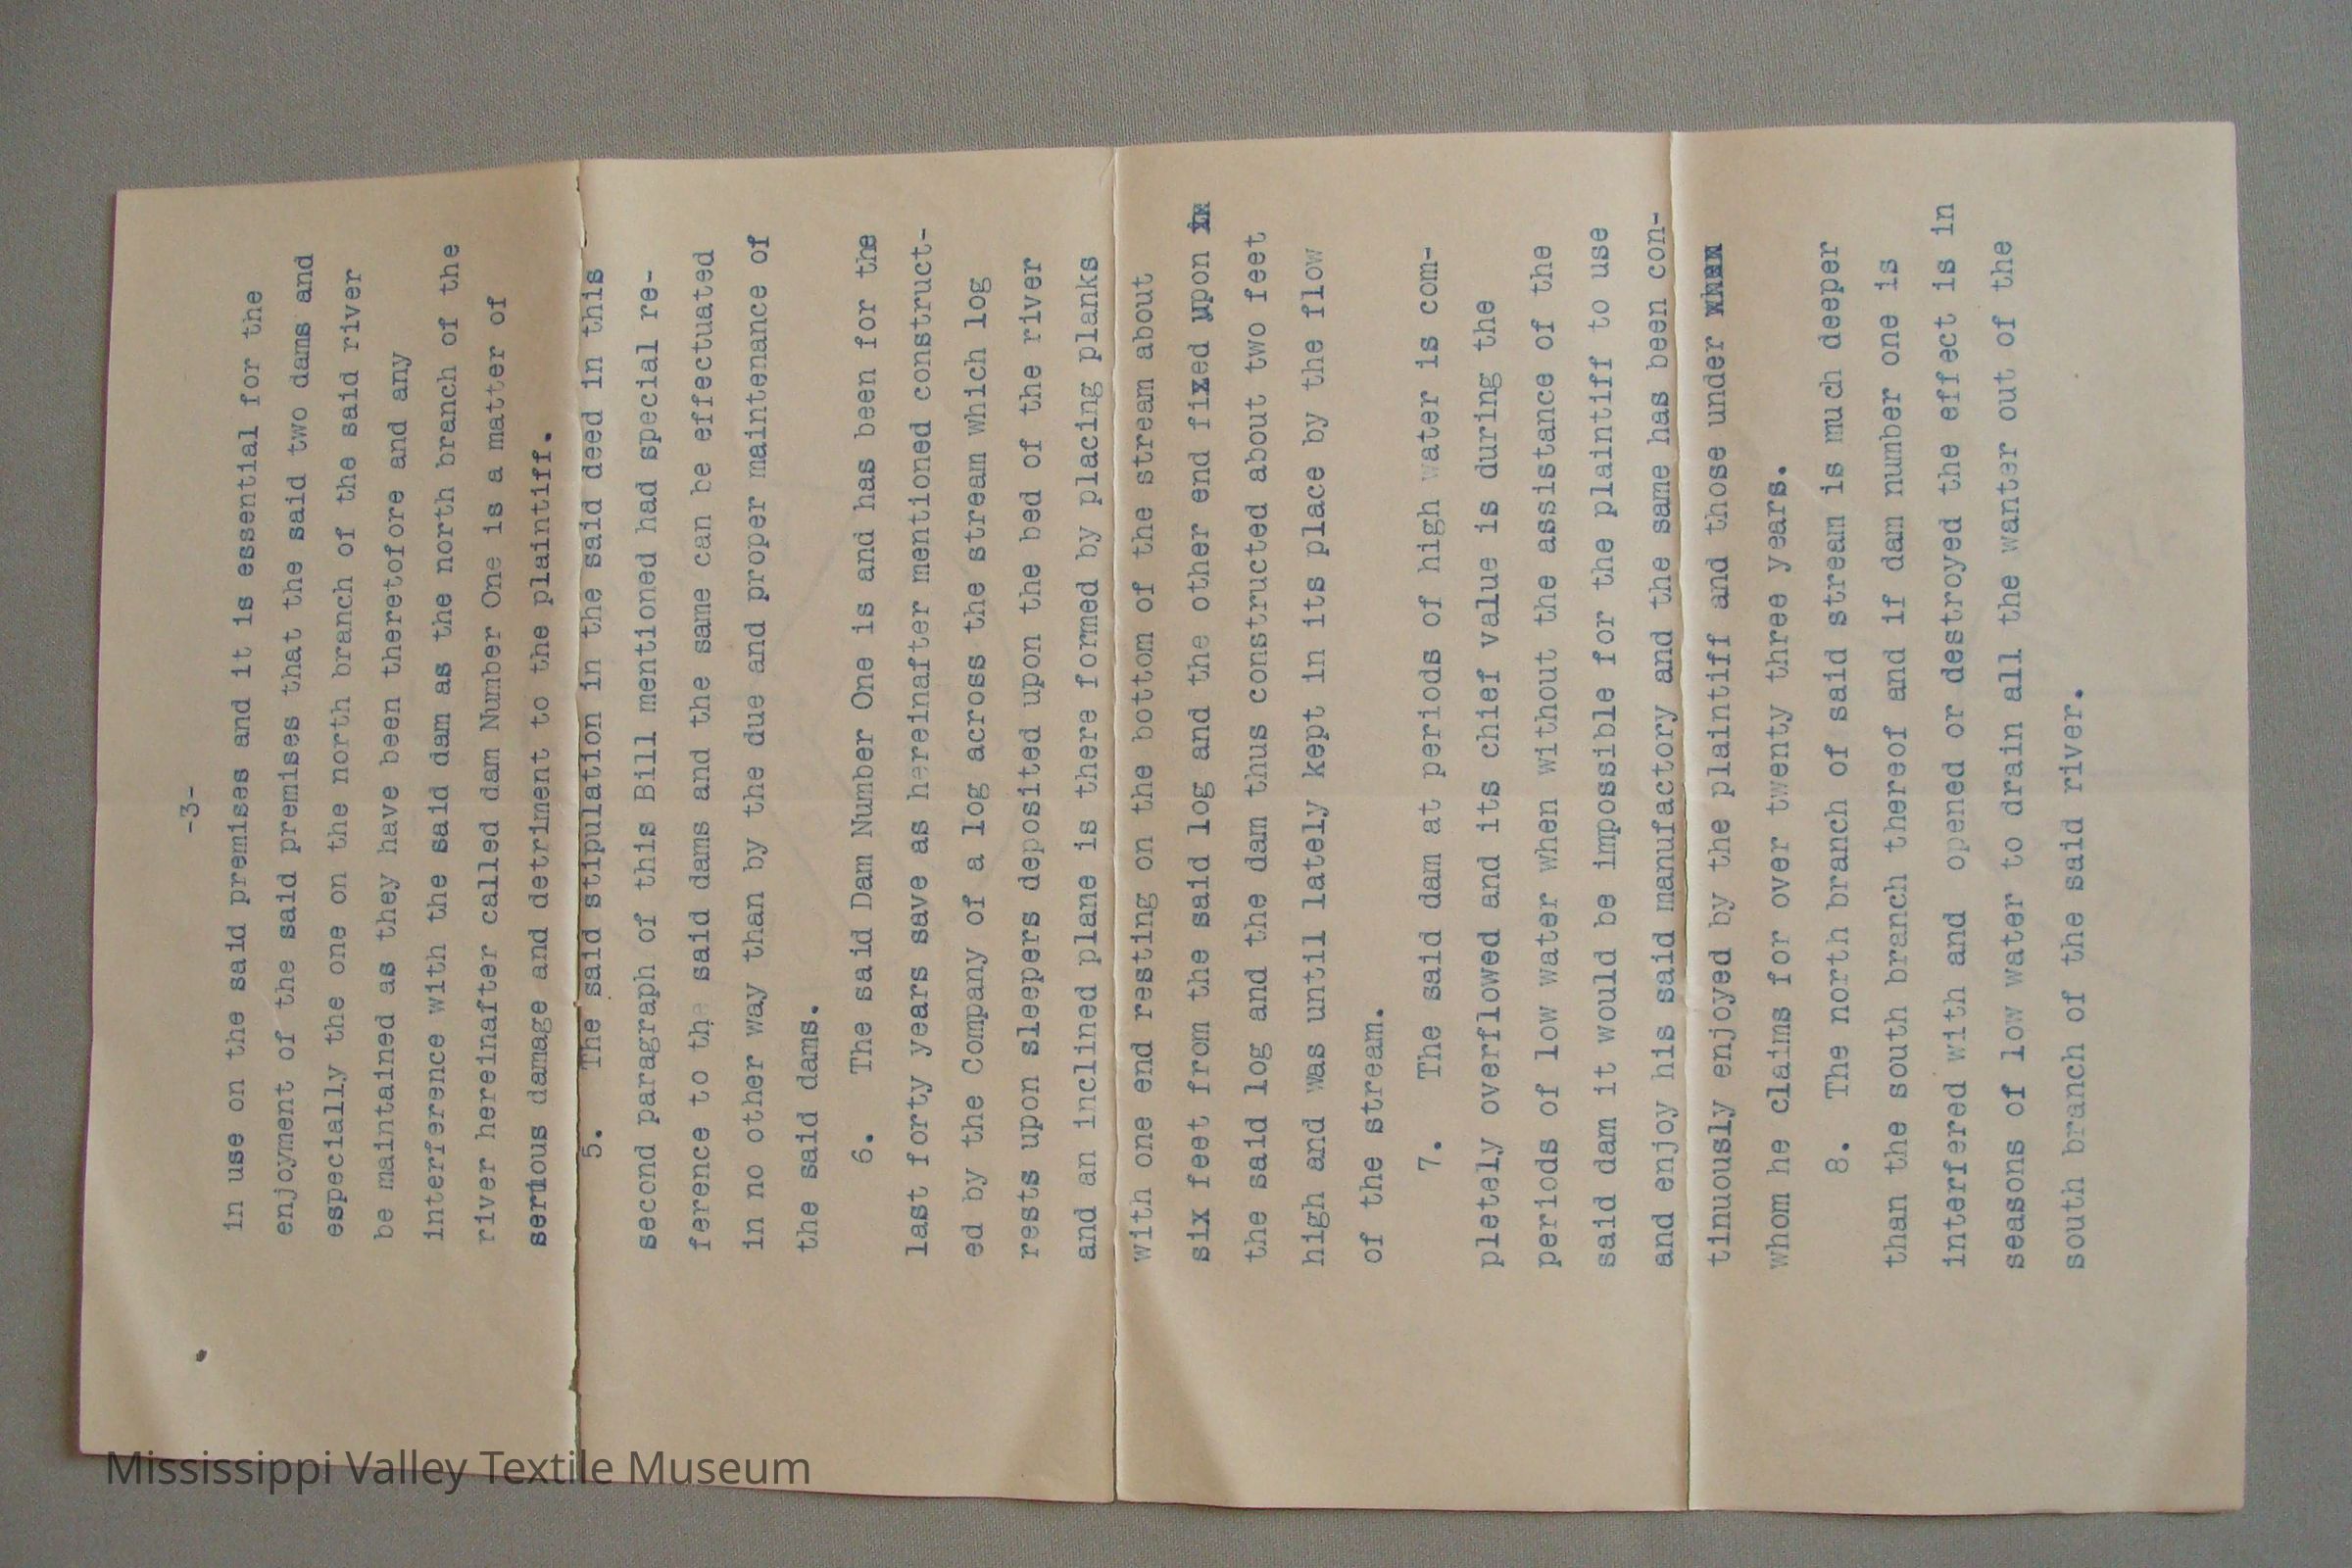 -3-
in use on the said premises and it is essential for the
enjoyment of the said premises that the said two dams and
especially the one on the north branch of the said river
be maintained as they have been theretofore and any
interference with the said dam as the north branch of the
river hereinafter called dam Number One is a matter of
serious damage and detriment to the plaintiff.
5. The said stipulation in the said deed in this
second paragraph of this Bill mentioned had special re-
ference to the said dams and the same can be effectuated
in no other way than by the due and proper maintenance of
the said dams.
6. The said Dam Number One is and has been for the
last forty years save as hereinafter mentioned construct-
ed by the Company of a log across the stream which log
rests upon sleepers deposited upon the bed of the river
and an inclined plane is there formed by placing planks
with one end resting on the bottom of the stream about
six feet from the said log and the other end fixed upon
the said log and the dam thus constructed about two feet
high and was until lately kept in its place by the flow
of the stream.
7. The said dam at periods of high water is com-
pletely overflowed and its chief value is during the
periods of low water when without the assistance of the
said dam it would be impossible for the plaintiff to use
and enjoy his said manufactory and the same has been con-
tinuously enjoyed by the plaintiff and those under
whom he claims for over twenty three years.
8. The north branch of said stream is much deeper
than the south branch thereof and if dam number one is
interfered with and opened or destroyed the effect is in
seasons of low water to drain all the wanter out of the
south branch of the said river.
Mississippi Valley Textile Museum